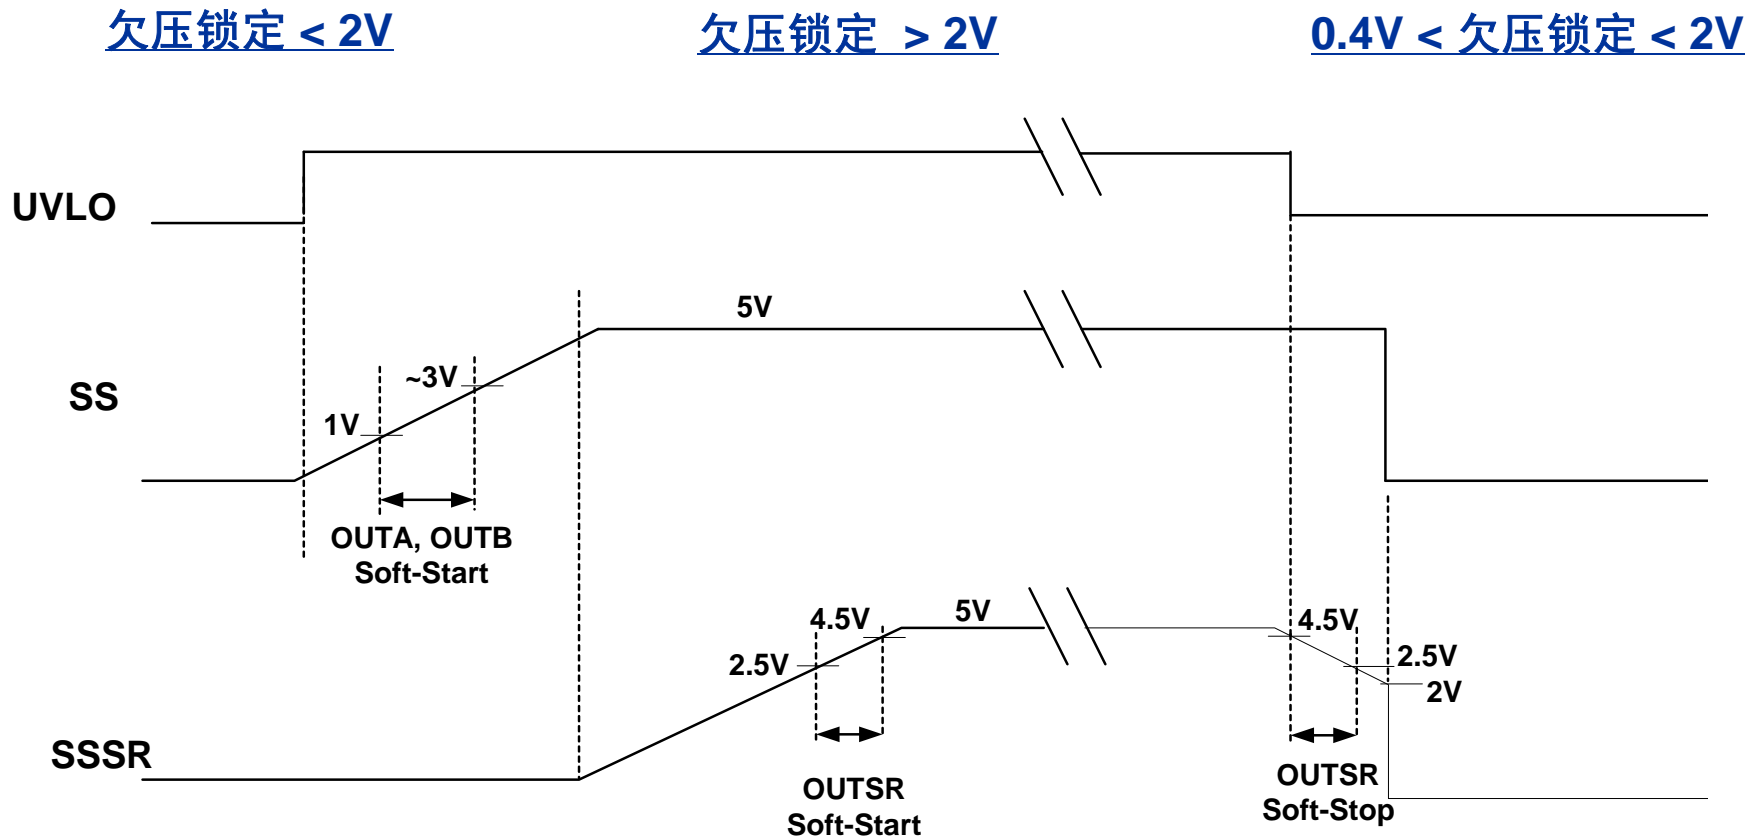 欠压锁定 < 2V
欠压锁定 > 2V
0.4V < 欠压锁定 < 2V
UVLO
5V
~3V
SS
1V
OUTA, OUTB
Soft-Start
4.5V
5V
4.5V
2.5V
2.5V
2V
SSSR
OUTSR
Soft-Start
OUTSR
Soft-Stop